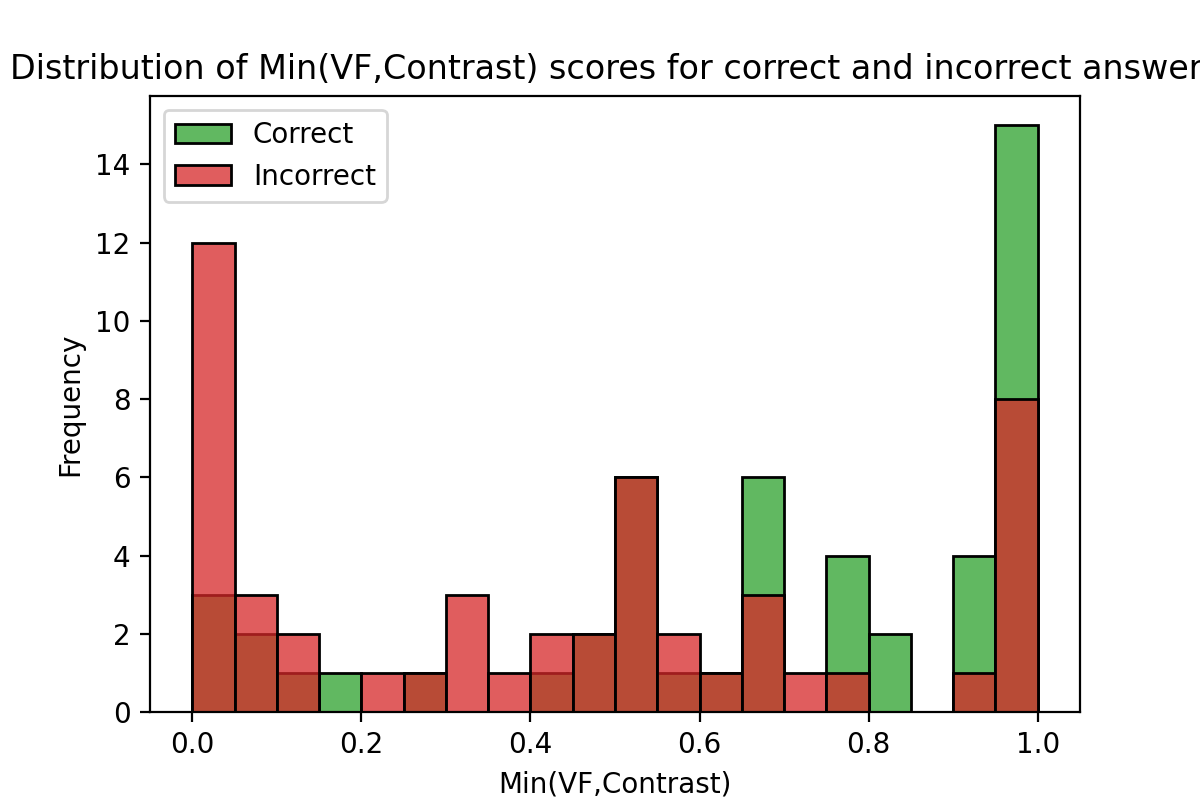 Distribution of Min(VF,Contrast) scores for correct and incorrect answer
Correct
Incorrect
Frequency
14
12
10
8
6
4
2
0
0.0 0.2 0.4 0.6 0.8 1.0
Min(VF,Contrast)